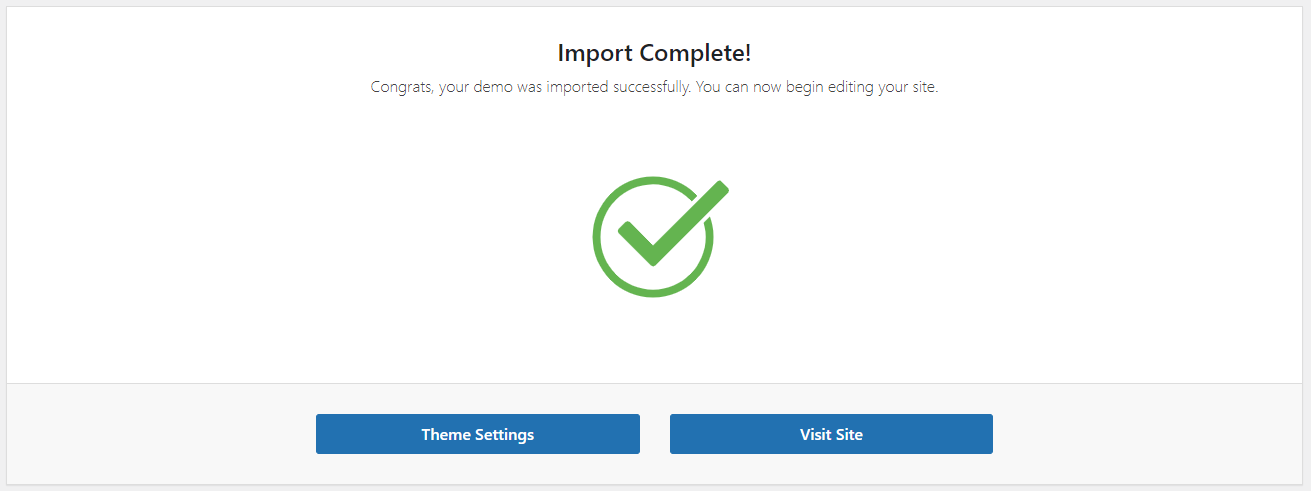 Import Complete!
Congrats, your demo was imported successfully. You can now begin editing your site.
Theme Settings
Visit Site